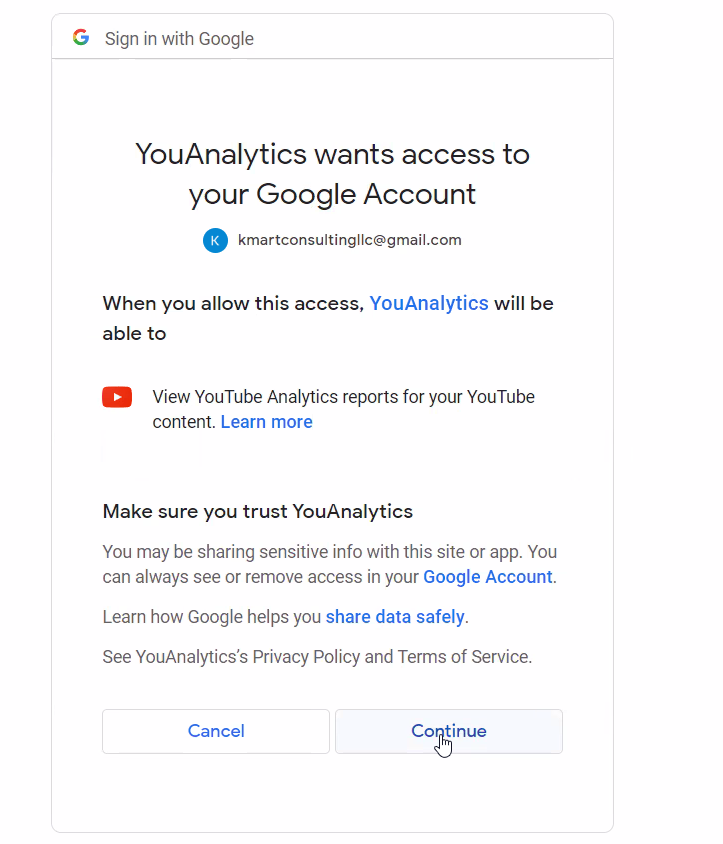 Sign in with Google
YouAnalytics wants access to
your Google Account
K kmartconsultingllc@gmail.com
When you allow this access, YouAnalytics will be
able to
View YouTube Analytics reports for your YouTube
content. Learn more
Make sure you trust YouAnalytics
You may be sharing sensitive info with this site or app. You
can always see or remove access in your Google Account.
Learn how Google helps you share data safely.
See YouAnalytics's Privacy Policy and Terms of Service.
Cancel Continue